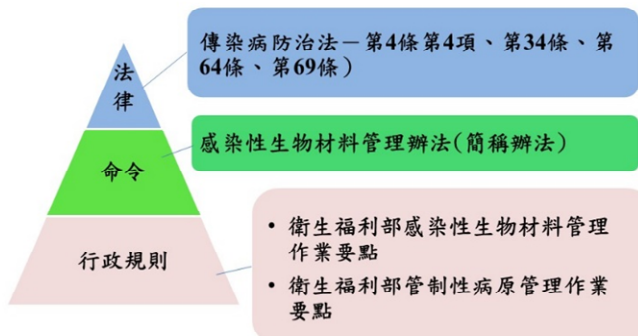 法
律
傳染病防治法－第4條第4項、第34條、第
64條、第69條）
命令
感染性生物材料管理辦法(簡稱辦法)
行政規則
• 衛生福利部感染性生物材料管理
作業要點
• 衛生福利部管制性病原管理作業
要點